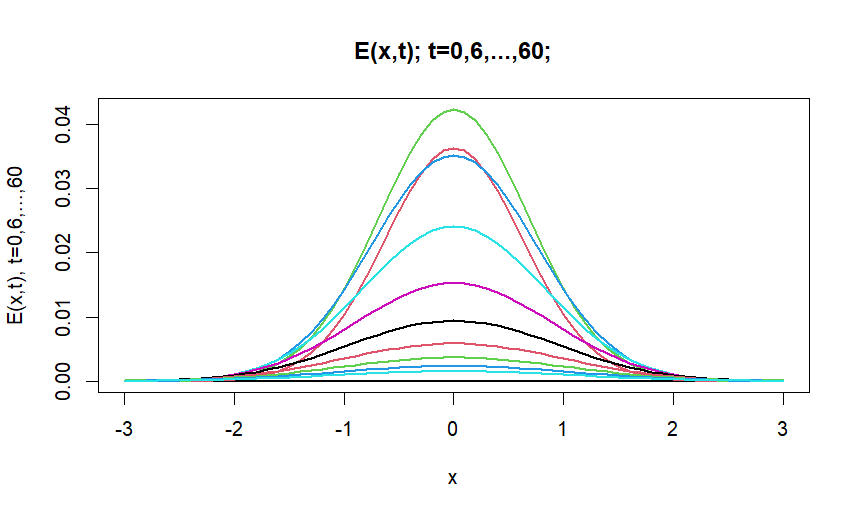 E(x,t); t=0,6,...,60;
E(x,t), t=0,6,...,60
0.04
0.03
0.02
0.01
0.00
-3 -2 -1 0 1 2 3
x